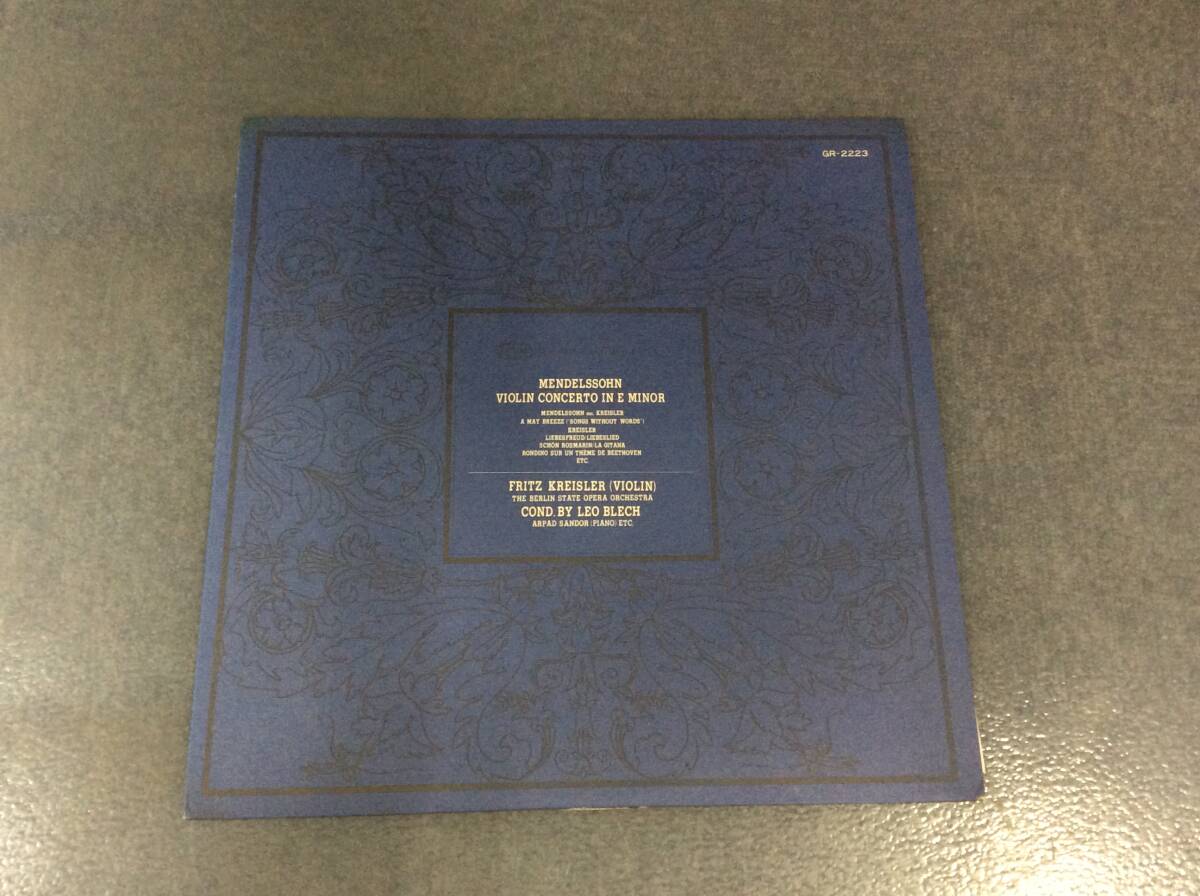 GR-2223
MENDELSSOHN
VIOLIN CONCERTO IN E MINOR
MENDELSSOHN arr. KREISLER
A MAY BREEZE ("SONGS WITHOUT WORDS")
KREISLER
LIEBESFREUD/LIEBESLIED
SCHÖN ROSMARIN/LA GITANA
RONDINO SUR UN THÈME DE BEETHOVEN
ETC.
FRITZ KREISLER (VIOLIN)
THE BERLIN STATE OPERA ORCHESTRA
COND. BY LEO BLECH
ARPAD SANDOR (PIANO) ETC.